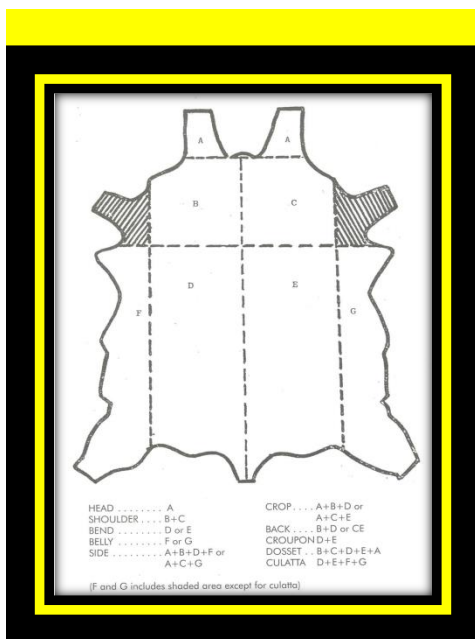 A A
B C
D E
F G
HEAD ........ A
SHOULDER .... B+C
BEND ........ D or E
BELLY ....... F or G
SIDE ........ A+B+D+F or
A+C+G
CROP .... A+B+D or
A+C+E
BACK .... B+D or CE
CROUPON D+E
DOSSET .. B+C+D+E+A
CULATTA D+E+F+G
(F and G includes shaded area except for culatta)